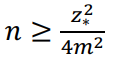 n ≥ z*² / 4m²